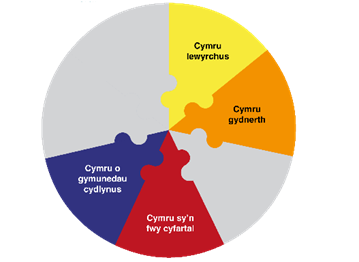 Cymru
lewyrchus
Cymru
gydnerth
Cymru sy'n
fwy cyfartal
Cymru o
gymunedau
cydlynus